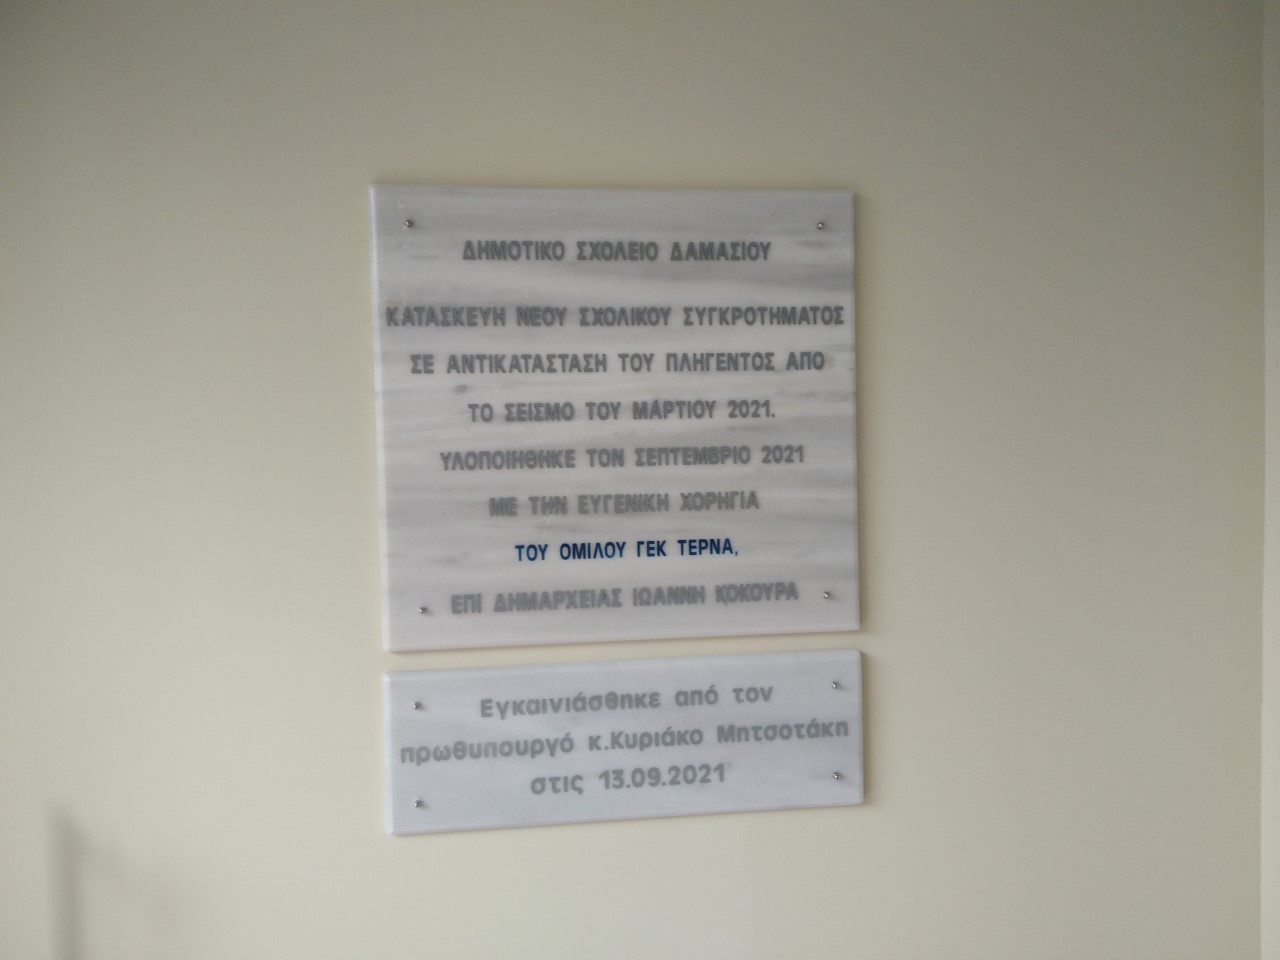 ΔΗΜΟΤΙΚΟ ΣΧΟΛΕΙΟ ΔΑΜΑΣΙΟΥ
ΚΑΤΑΣΚΕΥΗ ΝΕΟΥ ΣΧΟΛΙΚΟΥ ΣΥΓΚΡΟΤΗΜΑΤΟΣ
ΣΕ ΑΝΤΙΚΑΤΑΣΤΑΣΗ ΤΟΥ ΠΛΗΓΕΝΤΟΣ ΑΠΟ
ΤΟ ΣΕΙΣΜΟ ΤΟΥ ΜΑΡΤΙΟΥ 2021.
ΥΛΟΠΟΙΗΘΗΚΕ ΤΟΝ ΣΕΠΤΕΜΒΡΙΟ 2021
ΜΕ ΤΗΝ ΕΥΓΕΝΙΚΗ ΧΟΡΗΓΙΑ
ΤΟΥ ΟΜΙΛΟΥ ΓΕΚ ΤΕΡΝΑ,
ΕΠΙ ΔΗΜΑΡΧΕΙΑΣ ΙΩΑΝΝΗ ΚΟΚΟΥΡΑ
Εγκαινιάσθηκε από τον
πρωθυπουργό κ.Κυριάκο Μητσοτάκη
στις 13.09.2021